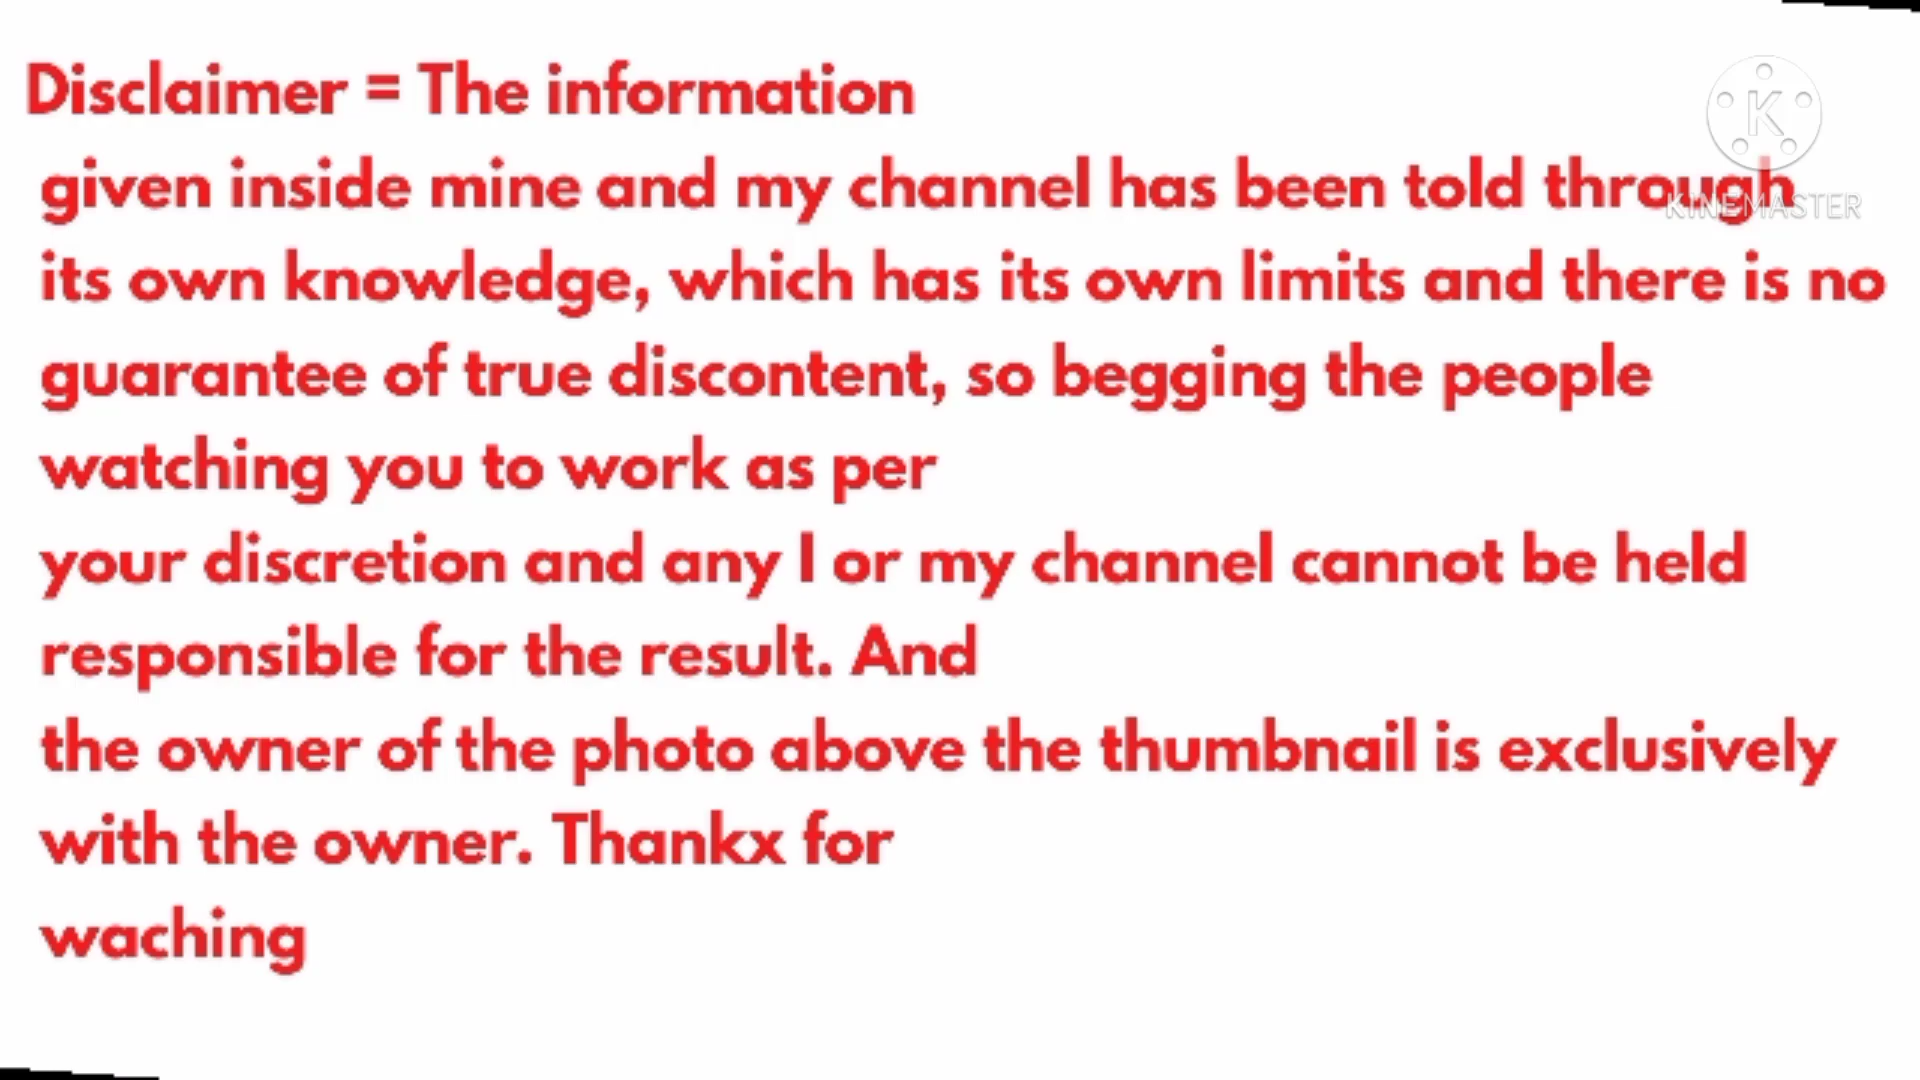 Disclaimer = The information
given inside mine and my channel has been told through
its own knowledge, which has its own limits and there is no
guarantee of true discontent, so begging the people
watching you to work as per
your discretion and any I or my channel cannot be held
responsible for the result. And
the owner of the photo above the thumbnail is exclusively
with the owner. Thankx for
waching
K
KINEMASTER